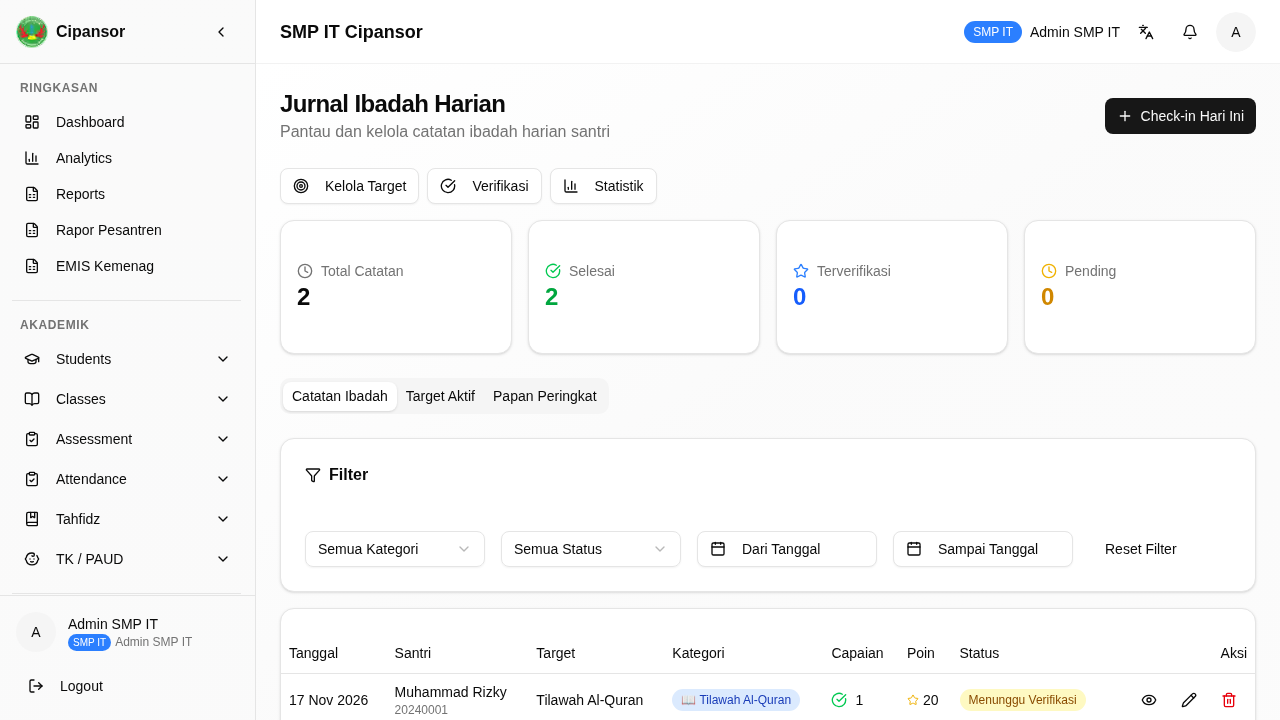 Cipansor
RINGKASAN
Dashboard
Analytics
Reports
Rapor Pesantren
EMIS Kemenag
AKADEMIK
Students
Classes
Assessment
Attendance
Tahfidz
TK / PAUD
A
Admin SMP IT
SMP IT Admin SMP IT
Logout
SMP IT Cipansor
SMP IT Admin SMP IT A
Jurnal Ibadah Harian
Pantau dan kelola catatan ibadah harian santri
Check-in Hari Ini
Kelola Target Verifikasi Statistik
Total Catatan
2
Selesai
2
Terverifikasi
0
Pending
0
Catatan Ibadah Target Aktif Papan Peringkat
Filter
Semua Kategori Semua Status Dari Tanggal Sampai Tanggal Reset Filter
Tanggal Santri Target Kategori Capaian Poin Status Aksi
17 Nov 2026 Muhammad Rizky Tilawah Al-Quran 📖 Tilawah Al-Quran 1 20 Menunggu Verifikasi
20240001